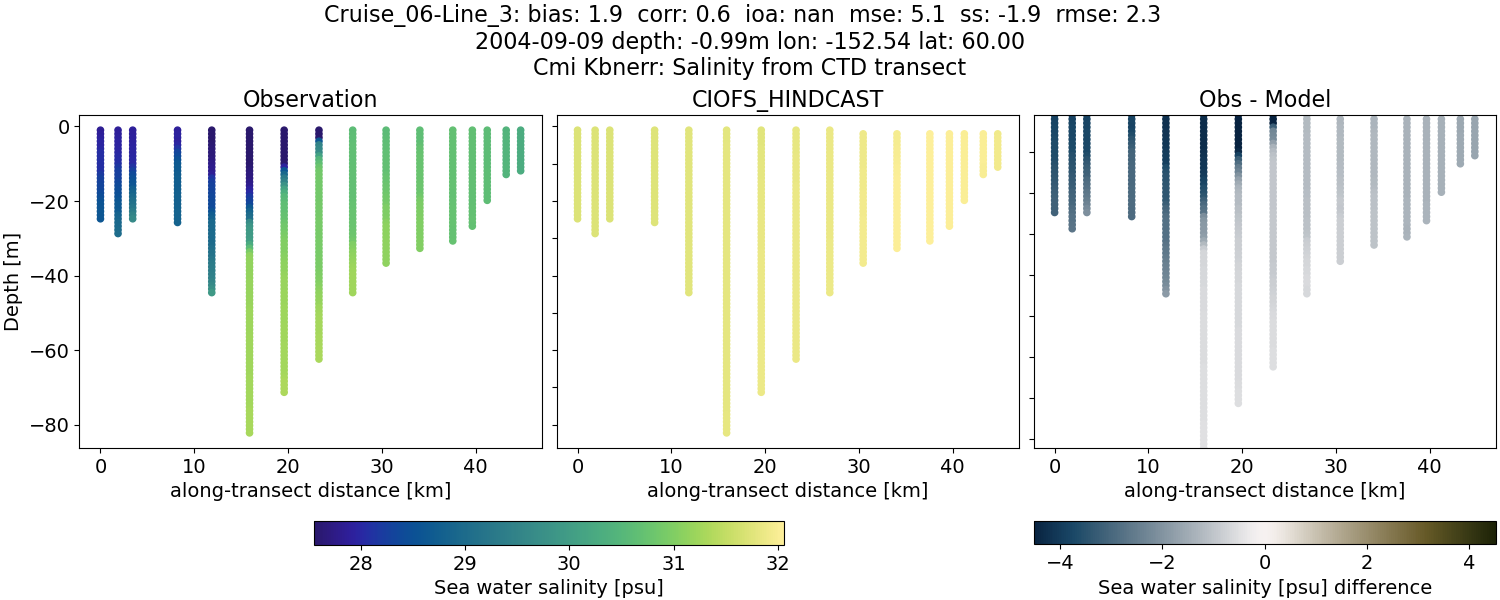 Cruise_06-Line_3: bias: 1.9  corr: 0.6  ioa: nan  mse: 5.1  ss: -1.9  rmse: 2.3
2004-09-09 depth: -0.99m lon: -152.54 lat: 60.00
Cmi Kbnerr: Salinity from CTD transect
Observation
CIOFS_HINDCAST
Obs - Model
Depth [m]
0
−20
−40
−60
−80
0 10 20 30 40
0 10 20 30 40
0 10 20 30 40
along-transect distance [km]
along-transect distance [km]
along-transect distance [km]
28 29 30 31 32
Sea water salinity [psu]
−4 −2 0 2 4
Sea water salinity [psu] difference